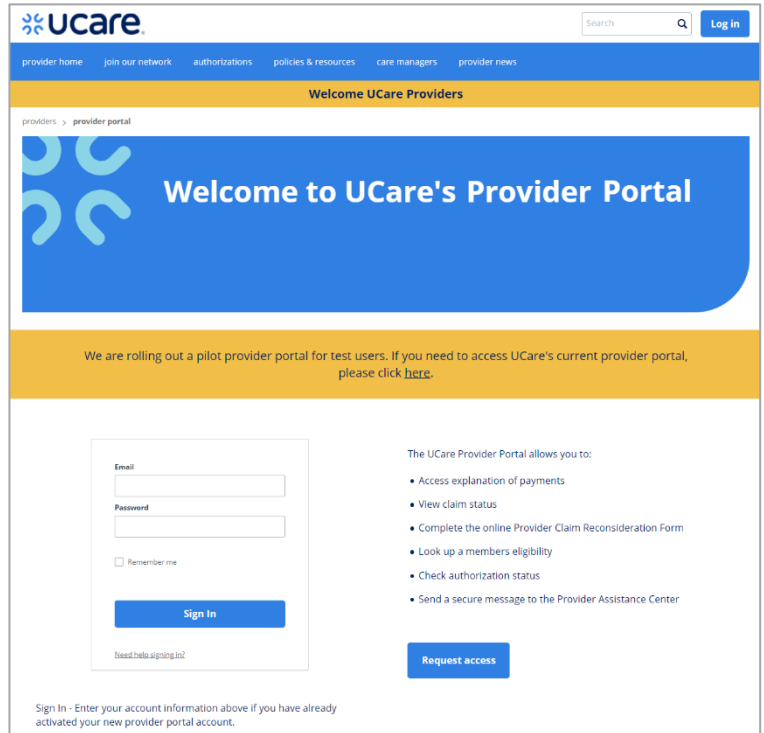 ucare.
Search
Log in
provider home join our network authorizations policies & resources care managers provider news
Welcome UCare Providers
providers > provider portal
Welcome to UCare's Provider Portal
We are rolling out a pilot provider portal for test users. If you need to access UCare's current provider portal,
please click here.
Email
Password
Remember me
Sign In
Need help signing in?
Sign In - Enter your account information above if you have already
activated your new provider portal account.
The UCare Provider Portal allows you to:
• Access explanation of payments
• View claim status
• Complete the online Provider Claim Reconsideration Form
• Look up a members eligibility
• Check authorization status
• Send a secure message to the Provider Assistance Center
Request access